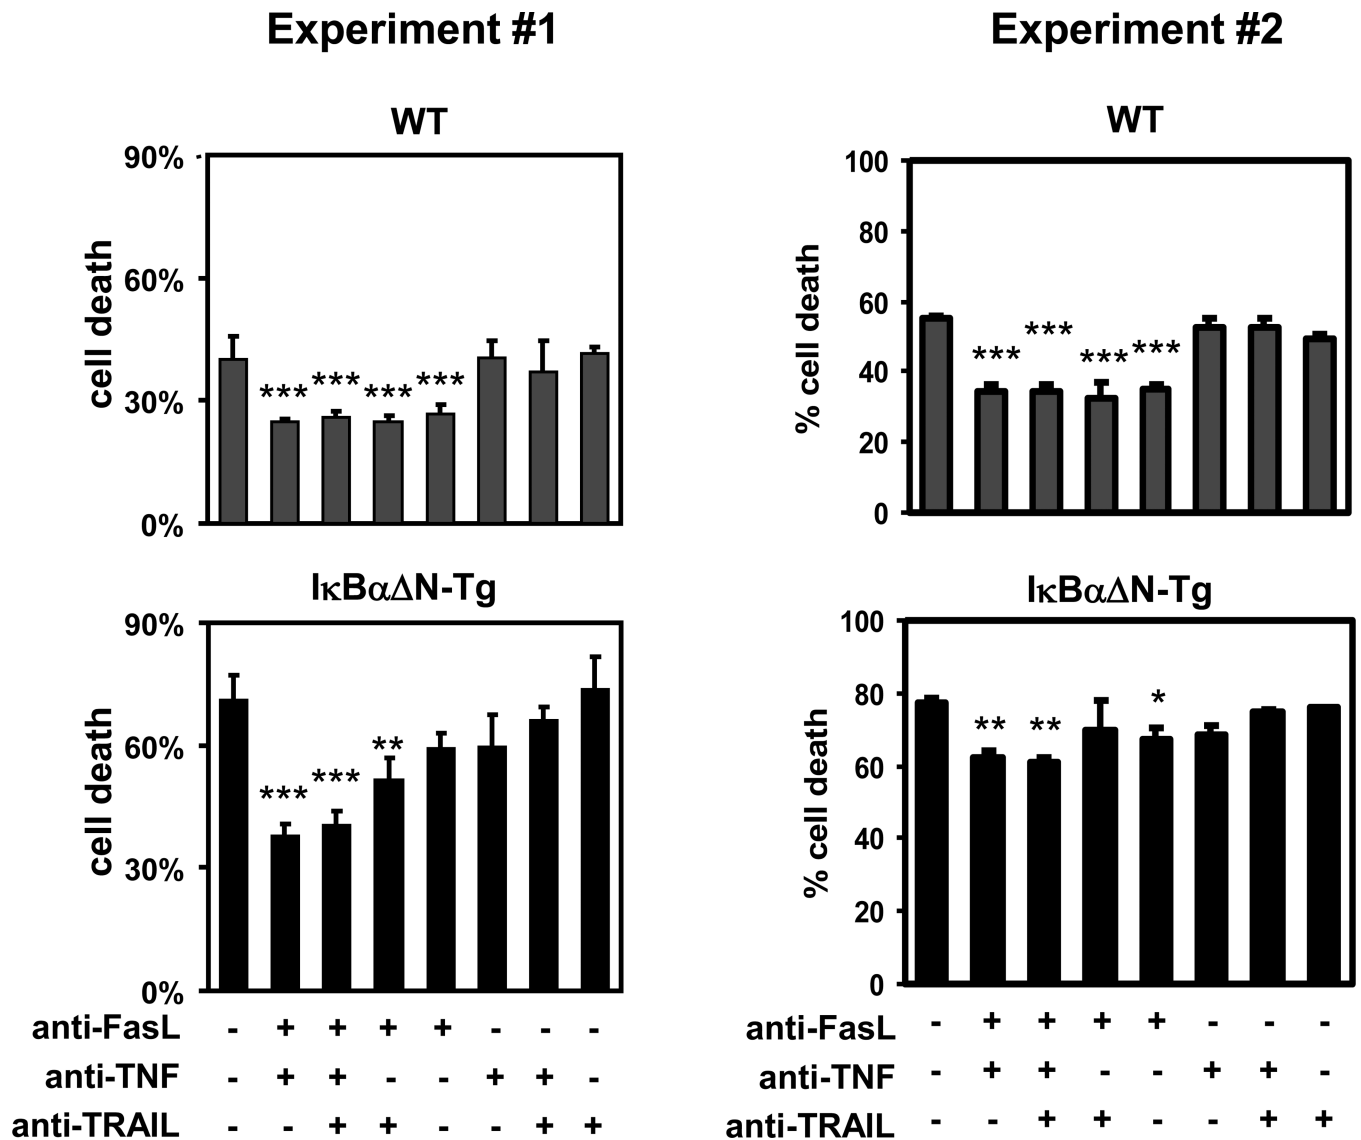 Experiment #1
Experiment #2
WT
90%
60%
30%
0%
cell death
*** *** *** ***
WT
100
80
60
40
20
0
% cell death
*** *** *** ***
IκBαΔN-Tg
90%
60%
30%
0%
cell death
*** *** **
IκBαΔN-Tg
100
80
60
40
20
0
% cell death
** ** *
anti-FasL - + + + + - - -
anti-TNF - + + - - + + -
anti-TRAIL - - + + - - + +
anti-FasL - + + + + - - -
anti-TNF - + + - - + + -
anti-TRAIL - - + + - - + +